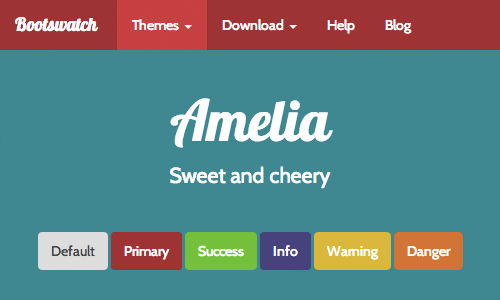 Bootswatch Themes Download Help Blog
Amelia
Sweet and cheery
Default Primary Success Info Warning Danger